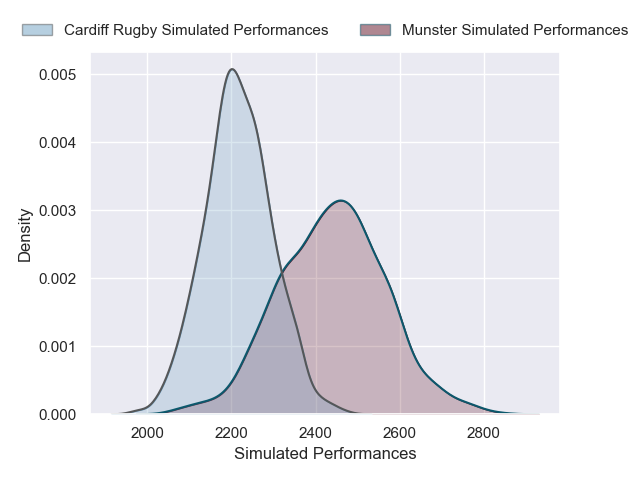 Cardiff Rugby Simulated Performances
Munster Simulated Performances
0.005
0.004
0.003
0.002
0.001
0.000
Density
2000
2200
2400
2600
2800
Simulated Performances